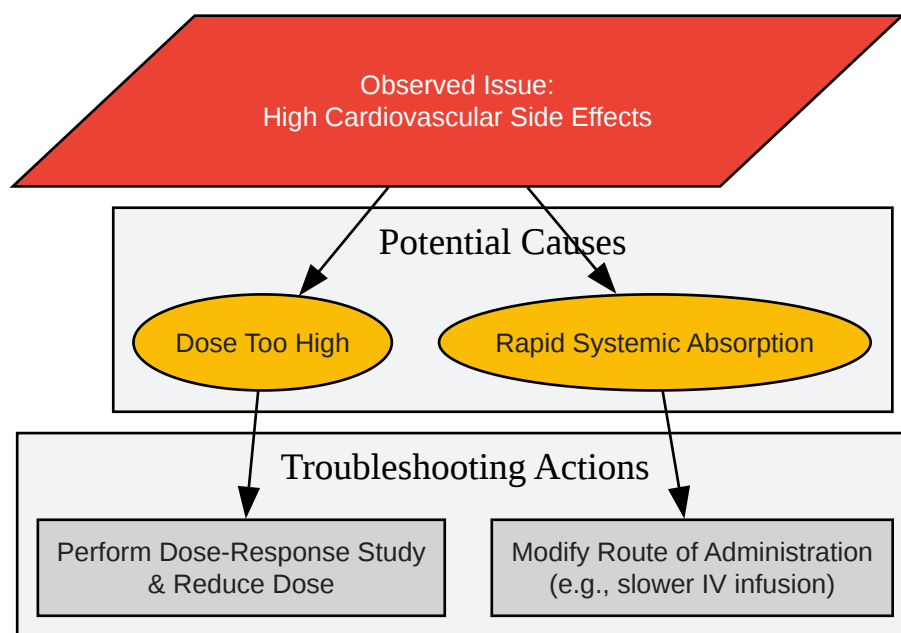 Observed Issue:
High Cardiovascular Side Effects
Potential Causes
Dose Too High
Rapid Systemic Absorption
Troubleshooting Actions
Perform Dose-Response Study
& Reduce Dose
Modify Route of Administration
(e.g., slower IV infusion)